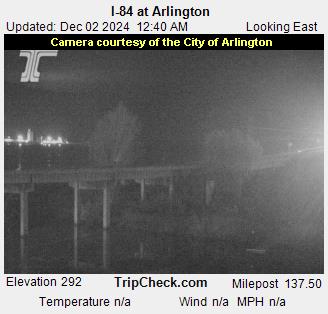 I-84 at Arlington
Updated: Dec 02 2024 12:40 AM Looking East
Camera courtesy of the City of Arlington
Elevation 292 TripCheck.com Milepost 137.50
Temperature n/a Wind n/a MPH n/a